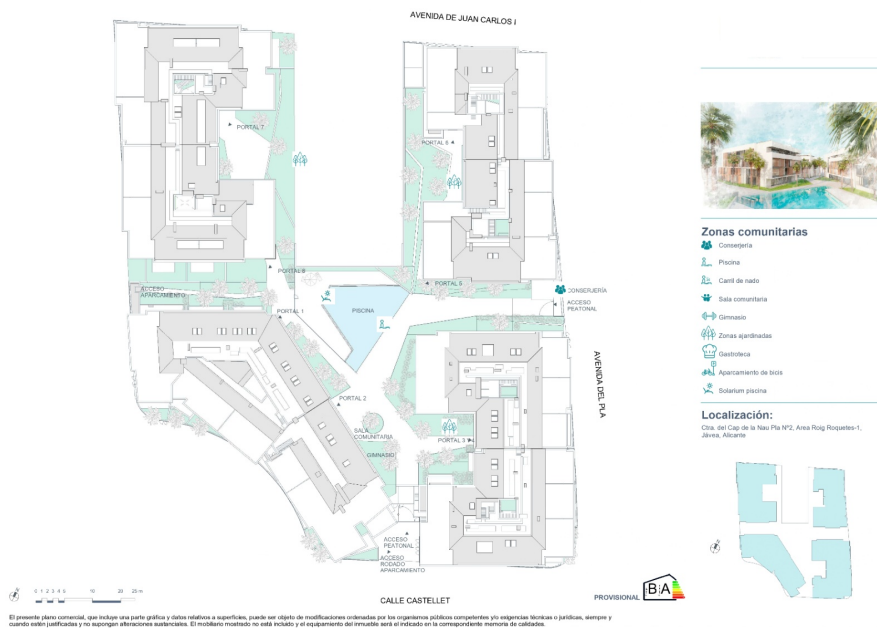 AVENIDA DE JUAN CARLOS I
PORTAL 7
PORTAL 6
PORTAL 8
PORTAL 5
ACCESO
APARCAMIENTO
CONSERJERÍA
ACCESO
PEATONAL
PORTAL 1
PISCINA
AVENIDA DEL PLA
PORTAL 2
SALA
COMUNITARIA
GIMNASIO
PORTAL 3
ACCESO
PEATONAL
ACCESO
RODADO
APARCAMIENTO
CALLE CASTELLET
0 1 2 3 4 5 10 20 25 m
Zonas comunitarias
Conserjería
Piscina
Carril de nado
Sala comunitaria
Gimnasio
Zonas ajardinadas
Gastroteca
Aparcamiento de bicis
Solarium piscina
Localización:
Ctra. del Cap de la Nau Pla Nº2, Area Roig Roquetes-1,
Jávea, Alicante
PROVISIONAL
B A
El presente plano comercial, que incluye una parte gráfica y datos relativos a superficies, puede ser objeto de modificaciones ordenadas por los organismos públicos competentes y/o exigencias técnicas o jurídicas, siempre y
cuando estén justificadas y no supongan alteraciones sustanciales. El mobiliario mostrado no está incluido y el equipamiento del inmueble será el indicado en la correspondiente memoria de calidades.